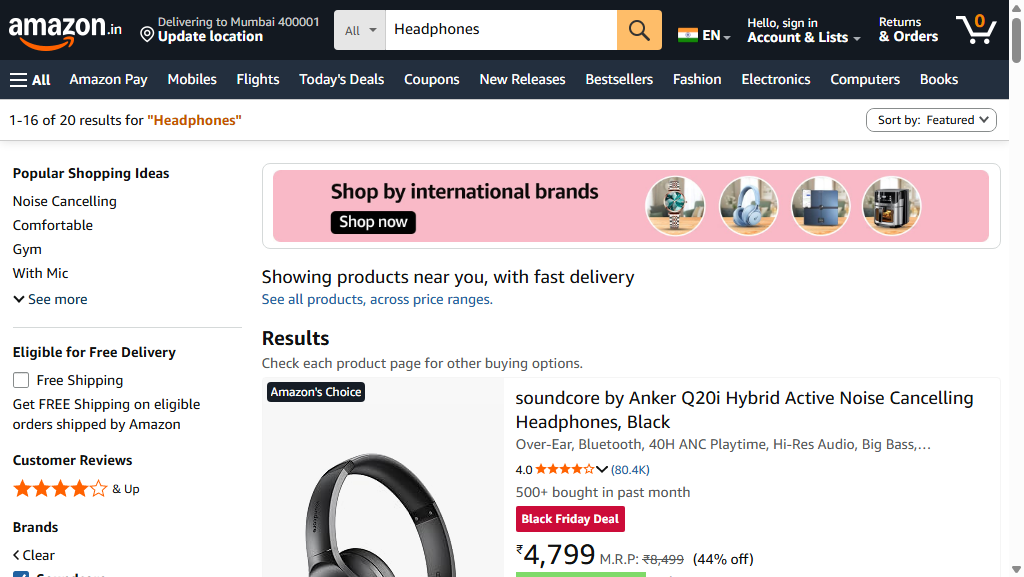 amazon.in
Delivering to Mumbai 400001
Update location
All
Headphones
EN
Hello, sign in
Account & Lists
Returns
& Orders
0
All
Amazon Pay
Mobiles
Flights
Today's Deals
Coupons
New Releases
Bestsellers
Fashion
Electronics
Computers
Books
1-16 of 20 results for "Headphones"
Sort by: Featured
Popular Shopping Ideas
Noise Cancelling
Comfortable
Gym
With Mic
See more
Eligible for Free Delivery
Free Shipping
Get FREE Shipping on eligible
orders shipped by Amazon
Customer Reviews
& Up
Brands
Clear
Soundcore
Shop by international brands
Shop now
Showing products near you, with fast delivery
See all products, across price ranges.
Results
Check each product page for other buying options.
Amazon's Choice
soundcore by Anker Q20i Hybrid Active Noise Cancelling
Headphones, Black
Over-Ear, Bluetooth, 40H ANC Playtime, Hi-Res Audio, Big Bass,…
4.0 (80.4K)
500+ bought in past month
Black Friday Deal
₹4,799 M.R.P: ₹8,499 (44% off)